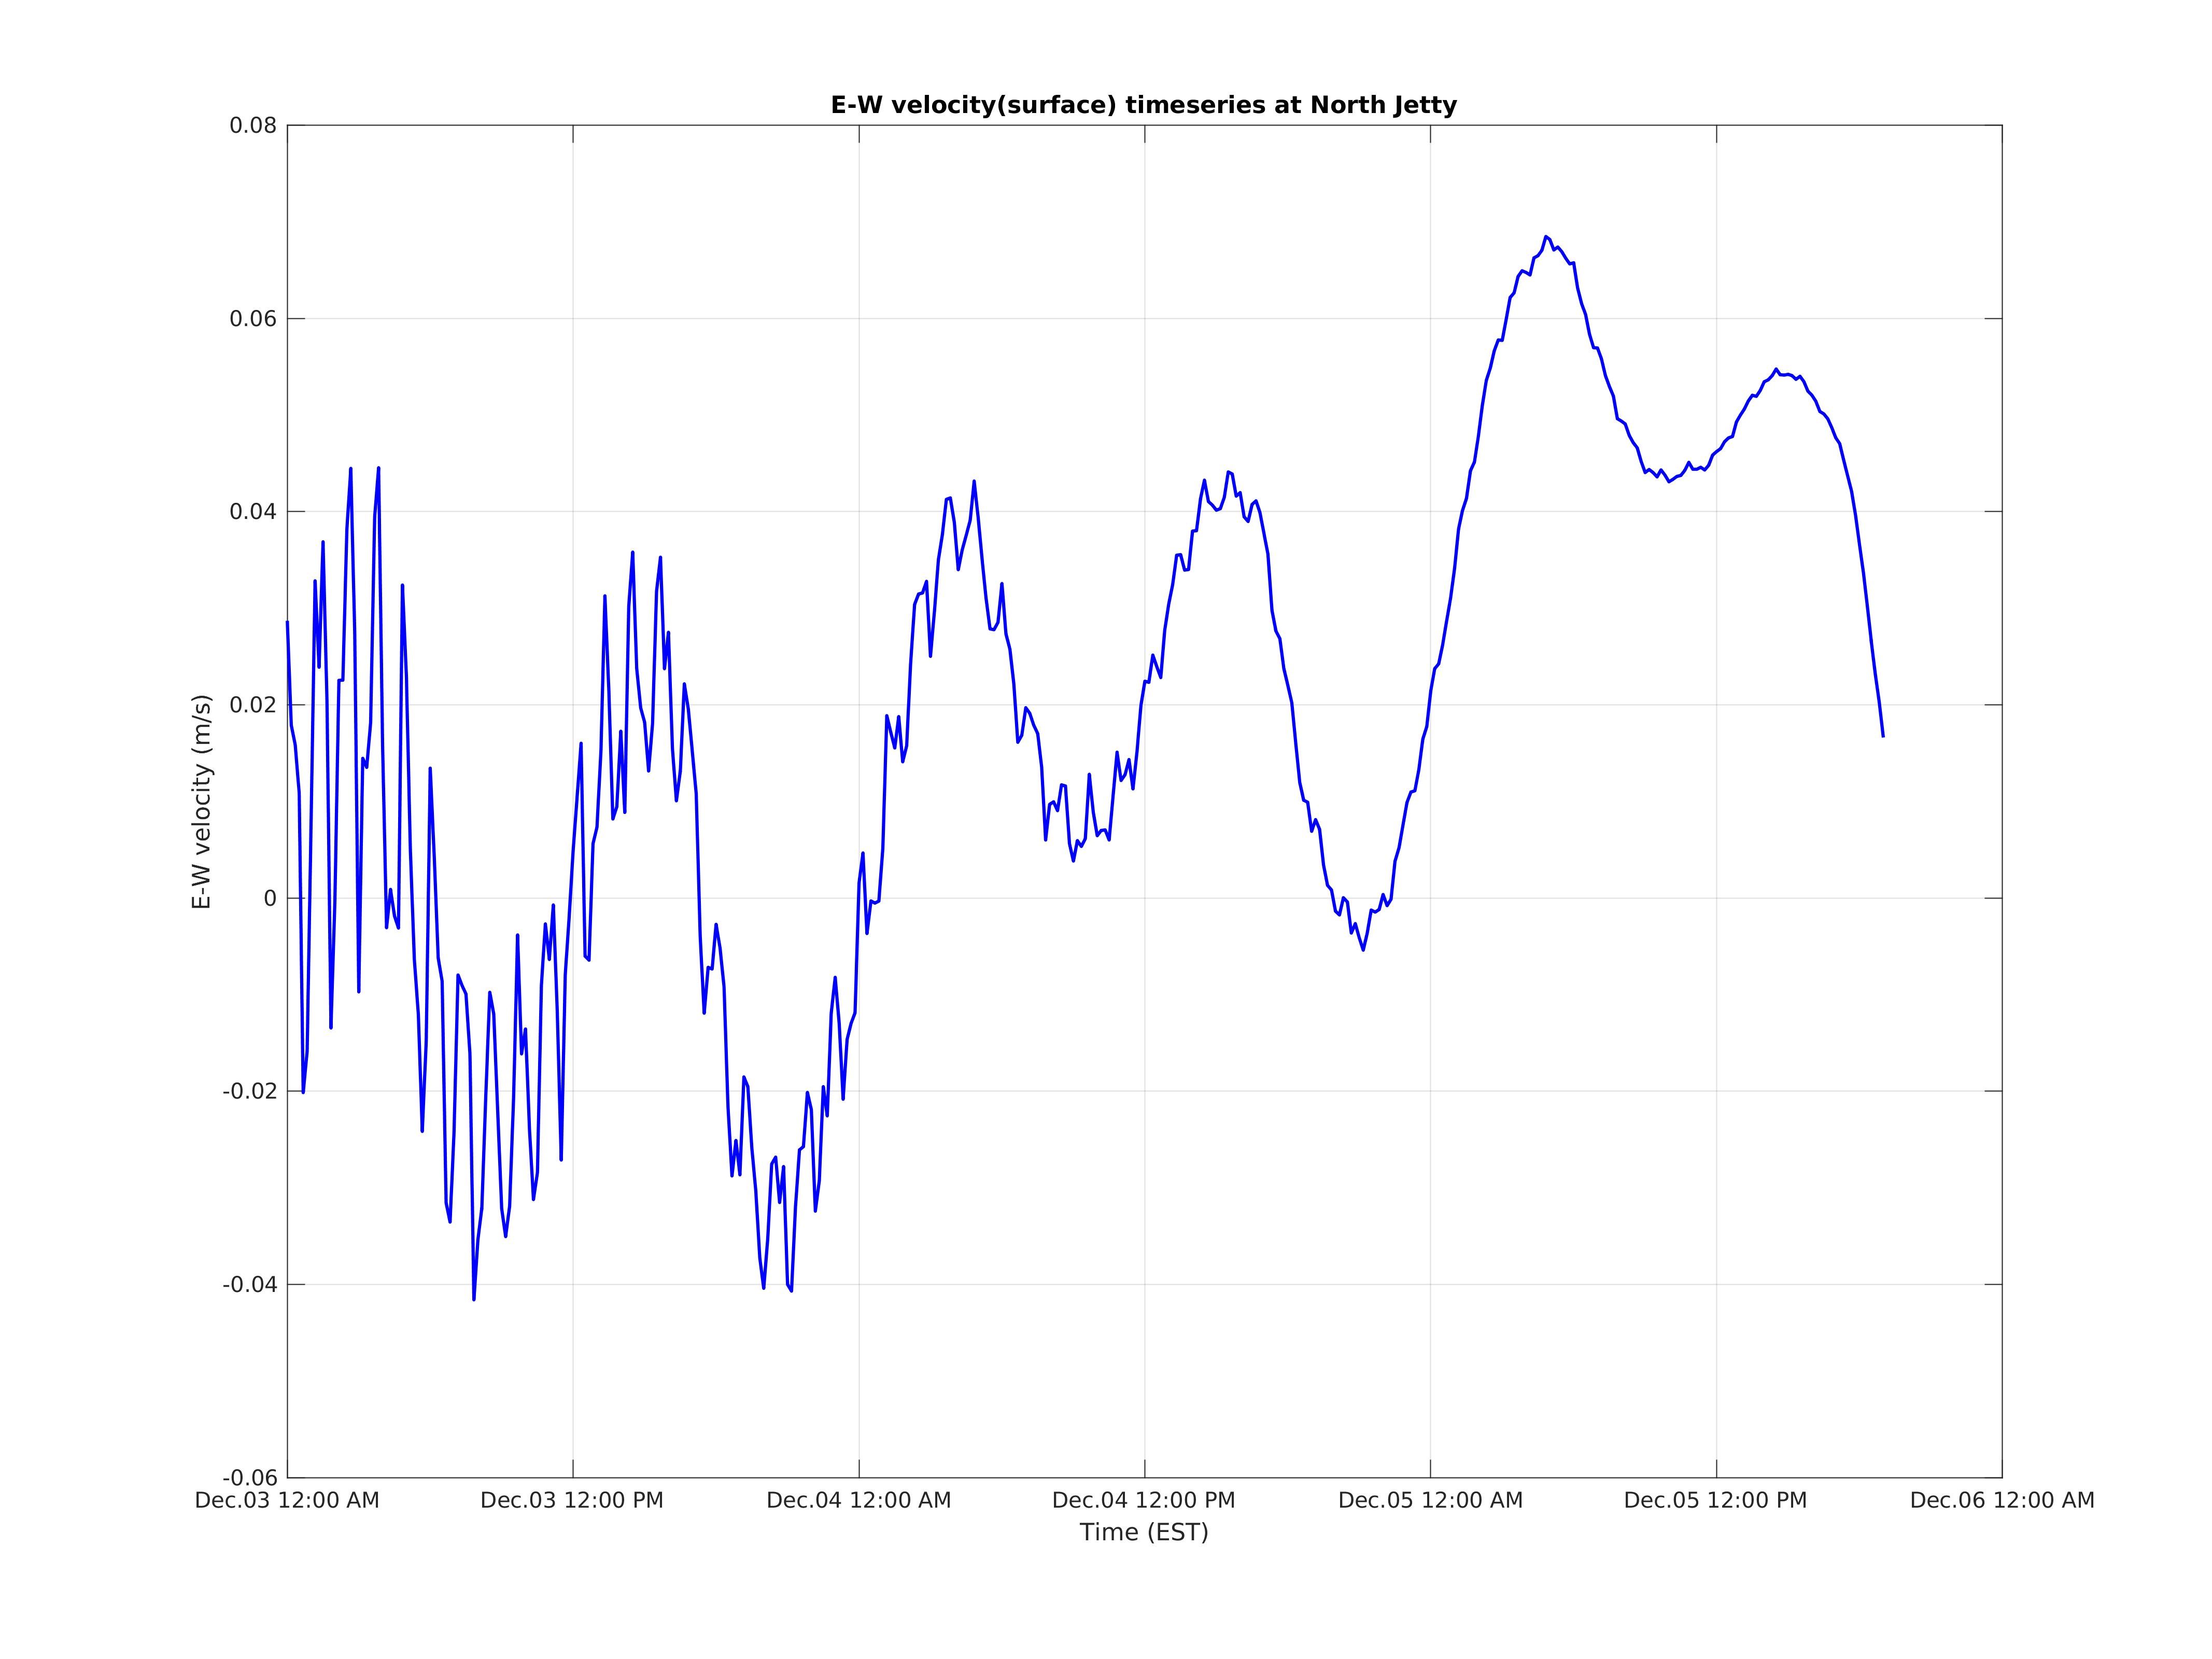 E-W velocity(surface) timeseries at North Jetty
0.08
0.06
0.04
0.02
0
-0.02
-0.04
-0.06
E-W velocity (m/s)
Dec.03 12:00 AM
Dec.03 12:00 PM
Dec.04 12:00 AM
Dec.04 12:00 PM
Dec.05 12:00 AM
Dec.05 12:00 PM
Dec.06 12:00 AM
Time (EST)